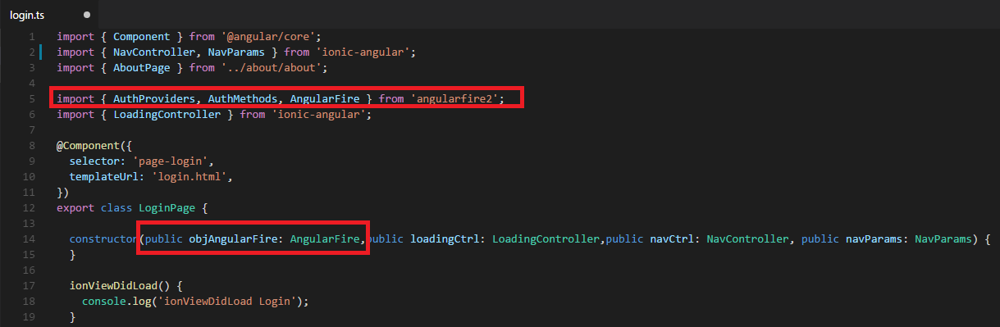 login.ts
1 import { Component } from '@angular/core';
2 import { NavController, NavParams } from 'ionic-angular';
3 import { AboutPage } from '../about/about';
4
5 import { AuthProviders, AuthMethods, AngularFire } from 'angularfire2';
6 import { LoadingController } from 'ionic-angular';
7
8 @Component({
9   selector: 'page-login',
10   templateUrl: 'login.html',
11 })
12 export class LoginPage {
13
14   constructor(public objAngularFire: AngularFire,public loadingCtrl: LoadingController,public navCtrl: NavController, public navParams: NavParams) {
15   }
16
17   ionViewDidLoad() {
18     console.log('ionViewDidLoad Login');
19   }